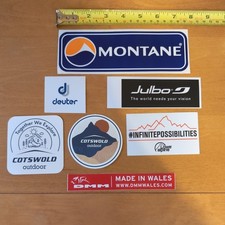 MONTANE
deuter
Julbo
The world needs your vision
Together We Explore
COTSWOLD
outdoor
COTSWOLD
outdoor
#INFINITEPOSSIBILITIES
DMM
MADE IN WALES
WWW.DMMWALES.COM